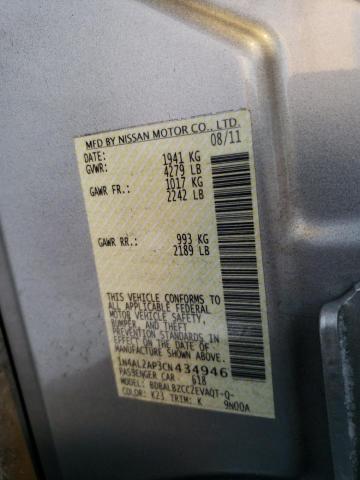 MFD BY NISSAN MOTOR CO., LTD.
DATE: 08/11
GVWR: 1941 KG
4279 LB
GAWR FR.: 1017 KG
2242 LB
GAWR RR.: 993 KG
2189 LB
THIS VEHICLE CONFORMS TO
ALL APPLICABLE FEDERAL
MOTOR VEHICLE SAFETY,
BUMPER, AND THEFT
PREVENTION STANDARDS IN
EFFECT ON THE DATE OF
MANUFACTURE SHOWN ABOVE.
1N4AL2AP3CN434946
PASSENGER CAR 618
MODEL: BDBALBZCC2EVAQT-Q-
COLOR: K23 TRIM: K 9N00A